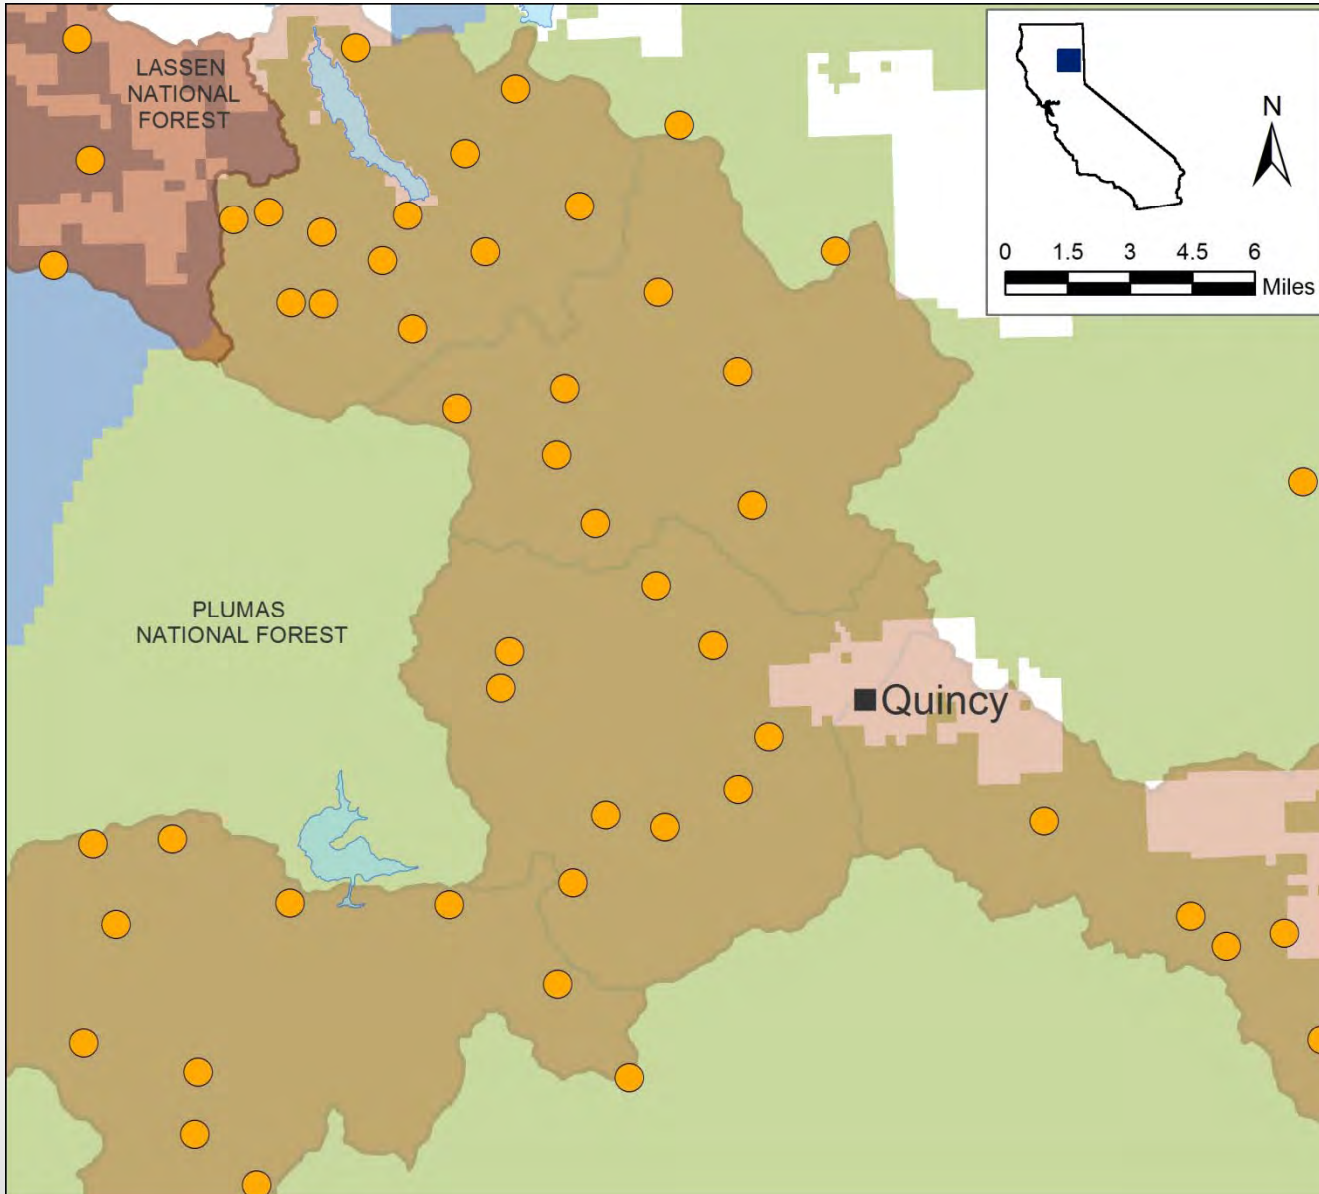 LASSEN
NATIONAL
FOREST
N
0 1.5 3 4.5 6
Miles
PLUMAS
NATIONAL FOREST
Quincy